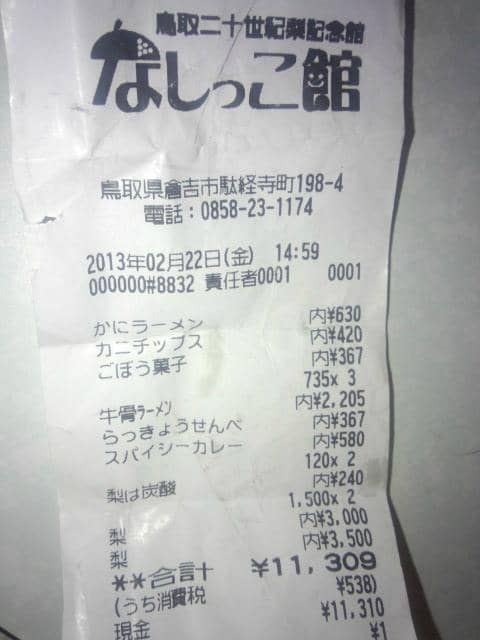 鳥取二十世紀梨記念館
なしっこ館
鳥取県倉吉市駄経寺町198-4
電話：0858-23-1174
2013年02月22日(金) 14:59
000000#8832 責任者0001 0001
かにラーメン 内¥630
カニチップス 内¥420
ごぼう菓子 内¥367
735x 3
牛骨ﾗｰﾒﾝ 内¥2,205
らっきょうせんべ 内¥367
スパイシーカレー 内¥580
120x 2
梨は炭酸 内¥240
1,500x 2
梨 内¥3,000
梨 内¥3,500
**合計 ¥11,309
(うち消費税 ¥538)
現金 ¥11,310
¥1